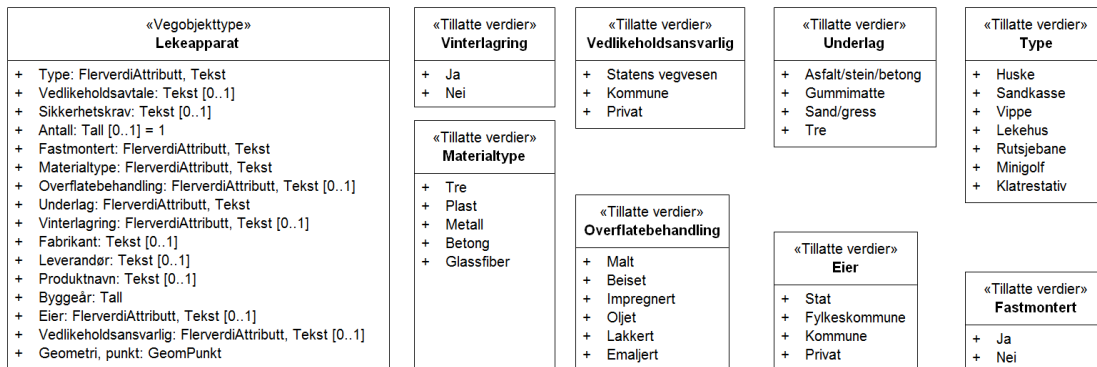 «Vegobjekttype»
Lekeapparat
+ Type: FlerverdiAttributt, Tekst
+ Vedlikeholdsavtale: Tekst [0..1]
+ Sikkerhetskrav: Tekst [0..1]
+ Antall: Tall [0..1] = 1
+ Fastmontert: FlerverdiAttributt, Tekst
+ Materialtype: FlerverdiAttributt, Tekst
+ Overflatebehandling: FlerverdiAttributt, Tekst [0..1]
+ Underlag: FlerverdiAttributt, Tekst
+ Vinterlagring: FlerverdiAttributt, Tekst [0..1]
+ Fabrikant: Tekst [0..1]
+ Leverandør: Tekst [0..1]
+ Produktnavn: Tekst [0..1]
+ Byggeår: Tall
+ Eier: FlerverdiAttributt, Tekst [0..1]
+ Vedlikeholdsansvarlig: FlerverdiAttributt, Tekst [0..1]
+ Geometri, punkt: GeomPunkt
«Tillatte verdier»
Vinterlagring
+ Ja
+ Nei
«Tillatte verdier»
Materialtype
+ Tre
+ Plast
+ Metall
+ Betong
+ Glassfiber
«Tillatte verdier»
Vedlikeholdsansvarlig
+ Statens vegvesen
+ Kommune
+ Privat
«Tillatte verdier»
Overflatebehandling
+ Malt
+ Beiset
+ Impregnert
+ Oljet
+ Lakkert
+ Emaljert
«Tillatte verdier»
Underlag
+ Asfalt/stein/betong
+ Gummimatte
+ Sand/gress
+ Tre
«Tillatte verdier»
Eier
+ Stat
+ Fylkeskommune
+ Kommune
+ Privat
«Tillatte verdier»
Type
+ Huske
+ Sandkasse
+ Vippe
+ Lekehus
+ Rutsjebane
+ Minigolf
+ Klatrestativ
«Tillatte verdier»
Fastmontert
+ Ja
+ Nei